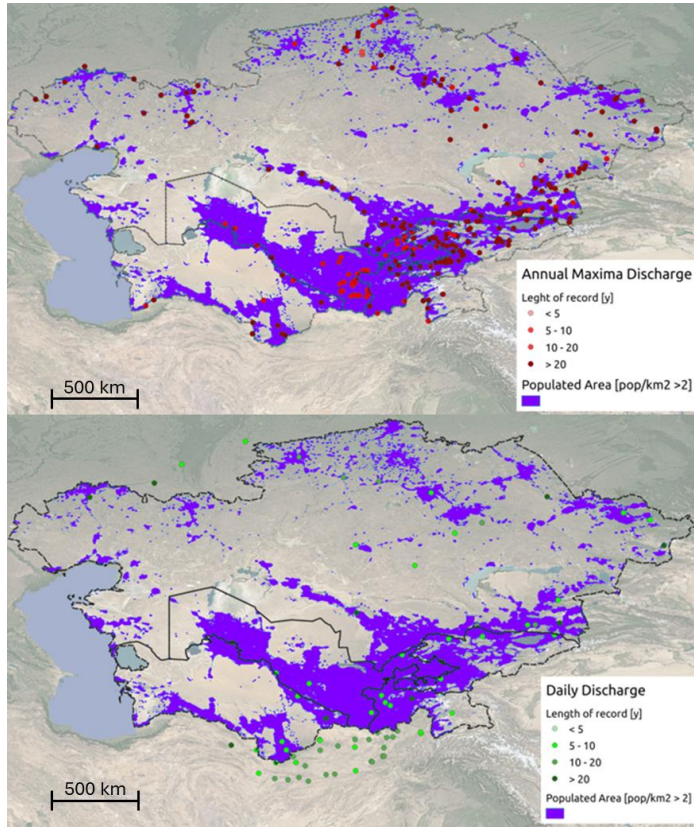 Annual Maxima Discharge
Leght of record [y]
< 5
5 - 10
10 - 20
> 20
Populated Area [pop/km2 >2]
500 km
Daily Discharge
Length of record [y]
< 5
5 - 10
10 - 20
> 20
Populated Area [pop/km2 > 2]
500 km